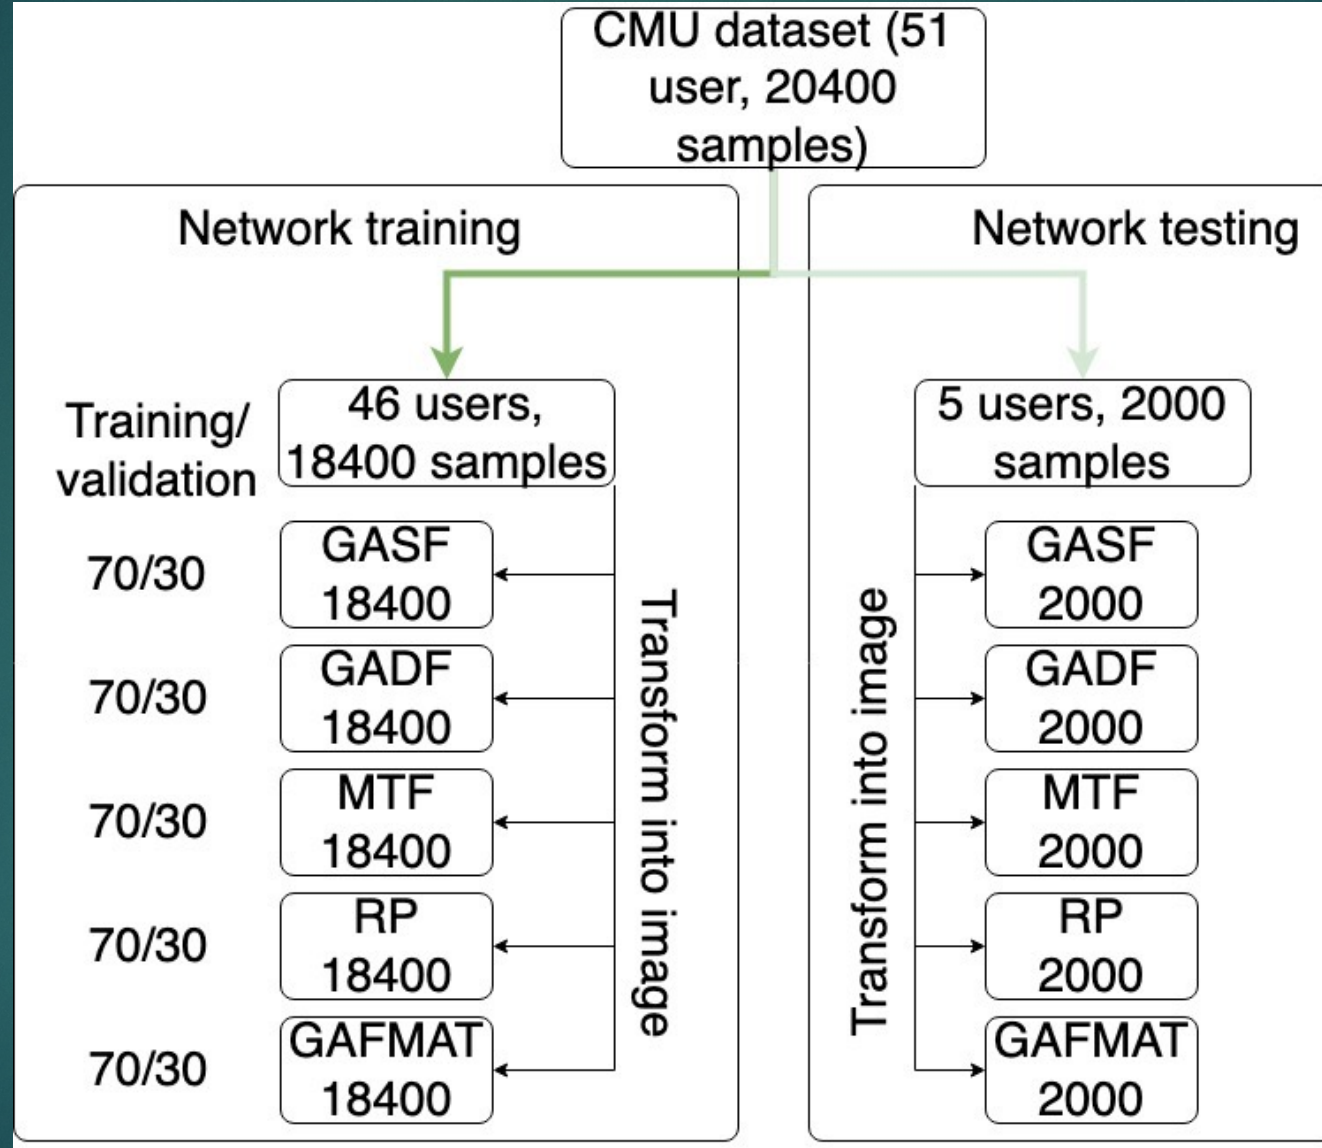 CMU dataset (51
user, 20400
samples)
Network training
Training/
validation
46 users,
18400 samples
70/30
GASF
18400
70/30
GADF
18400
70/30
MTF
18400
70/30
RP
18400
70/30
GAFMAT
18400
Transform into image
Network testing
5 users, 2000
samples
Transform into image
GASF
2000
GADF
2000
MTF
2000
RP
2000
GAFMAT
2000